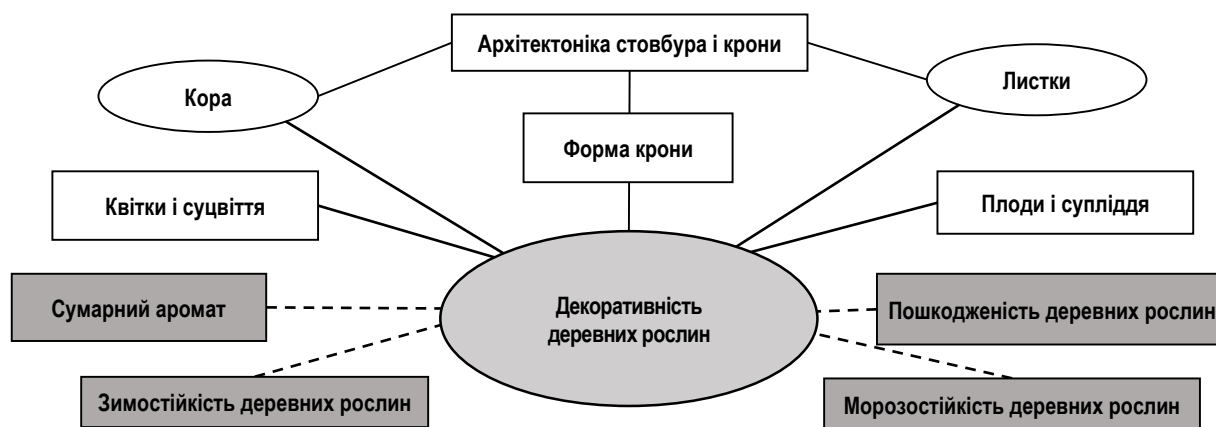 Архітектоніка стовбура і крони
Кора
Листки
Форма крони
Квітки і суцвіття
Плоди і супліддя
Сумарний аромат
Декоративність
деревних рослин
Пошкодженість деревних рослин
Зимостійкість деревних рослин
Морозостійкість деревних рослин